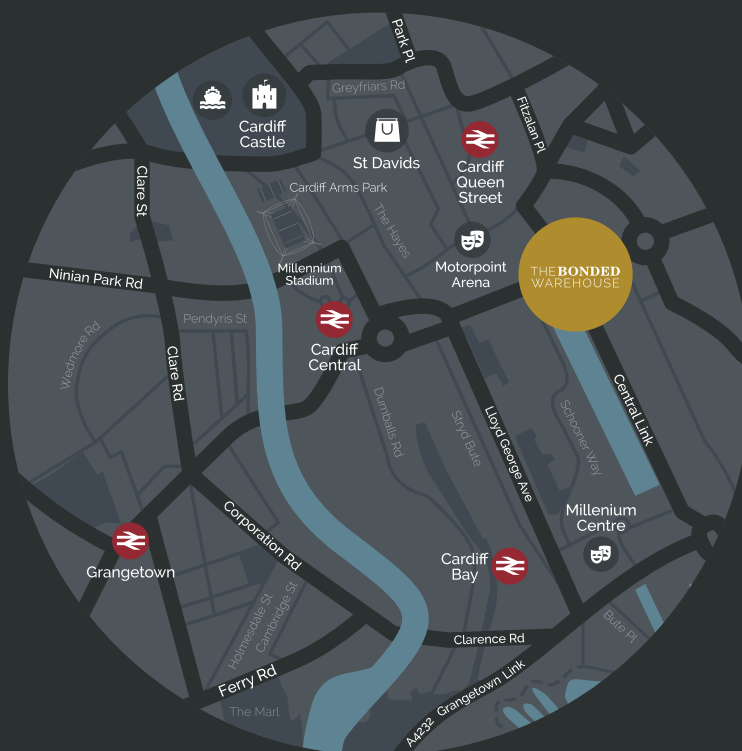 Park Pl
Greyfriars Rd
Fitzalan Pl
Cardiff
Castle
St Davids
Cardiff
Queen
Street
Clare St
Cardiff Arms Park
The Hayes
Millennium
Stadium
Motorpoint
Arena
THE BONDED
WAREHOUSE
Ninian Park Rd
Pendyris St
Wedmore Rd
Clare Rd
Cardiff
Central
Dumballs Rd
Stryd Bute
Lloyd George Ave
Schooner Way
Central Link
Millenium
Centre
Corporation Rd
Grangetown
Cardiff
Bay
Holmesdale St
Cambridge St
Clarence Rd
Bute Pl
Ferry Rd
The Marl
A4232 Grangetown Link